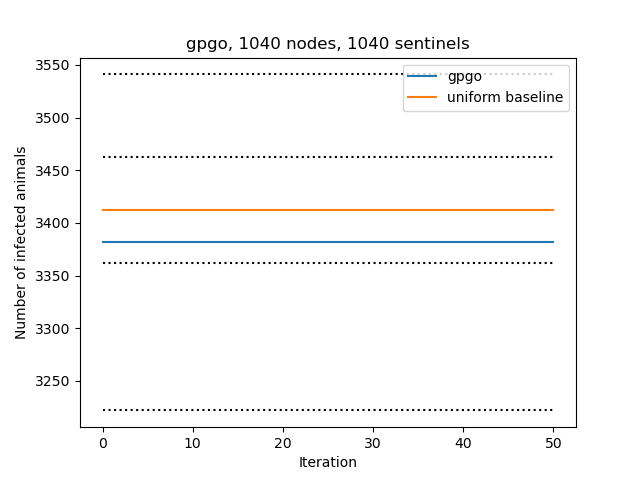 gpgo, 1040 nodes, 1040 sentinels
3550
3500
3450
3400
3350
3300
3250
Number of infected animals
gpgo
uniform baseline
0 10 20 30 40 50
Iteration